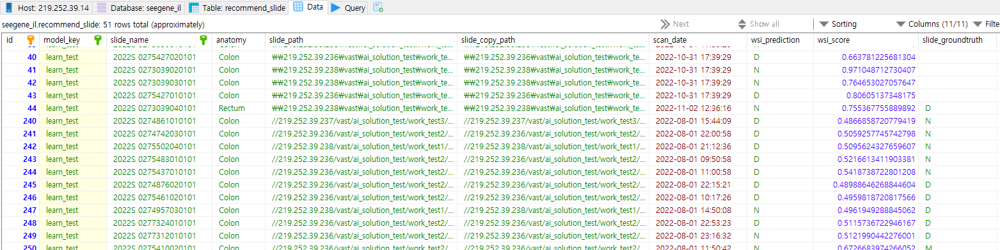 Host: 219.252.39.14 Database: seegene_il Table: recommend_slide Data Query
seegene_il.recommend_slide: 51 rows total (approximately) Next Show all Sorting Columns (11/11) Filte
id model_key slide_name anatomy slide_path slide_copy_path scan_date wsi_prediction wsi_score slide_groundtruth
40 learn_test 2022S 0275427020101 Colon ₩₩219.252.39.236₩vast₩ai_solution_test₩work_te... ₩₩219.252.39.236₩vast₩ai_solution_test₩work_te... 2022-10-31 17:39:29 D 0.663781225681304
41 learn_test 2022S 0273039020101 Colon ₩₩219.252.39.238₩vast₩ai_solution_test₩work_te... ₩₩219.252.39.238₩vast₩ai_solution_test₩work_te... 2022-10-31 17:39:29 N 0.971048712730407
42 learn_test 2022S 0273039030101 Colon ₩₩219.252.39.238₩vast₩ai_solution_test₩work_te... ₩₩219.252.39.238₩vast₩ai_solution_test₩work_te... 2022-10-31 17:39:29 N 0.764653027057647
43 learn_test 2022S 0275427010101 Colon ₩₩219.252.39.236₩vast₩ai_solution_test₩work_te... ₩₩219.252.39.236₩vast₩ai_solution_test₩work_te... 2022-10-31 17:39:29 D 0.80605137348175
44 learn_test 2022S 0273039040101 Rectum ₩₩219.252.39.238₩vast₩ai_solution_test₩work_te... ₩₩219.252.39.238₩vast₩ai_solution_test₩work_te... 2022-11-02 12:36:16 N 0.755367755889892 D
240 learn_test 2022S 0274861010101 Colon //219.252.39.237/vast/ai_solution_test/work_test3/... //219.252.39.237/vast/ai_solution_test/work_test3/... 2022-08-01 15:44:09 D 0.4866858720779419 N
241 learn_test 2022S 0274742030101 Colon //219.252.39.236/vast/ai_solution_test/work_test2/... //219.252.39.236/vast/ai_solution_test/work_test2/... 2022-08-01 22:00:58 D 0.5059257745742798 N
242 learn_test 2022S 0275502040101 Colon //219.252.39.238/vast/ai_solution_test/work_test1/... //219.252.39.238/vast/ai_solution_test/work_test1/... 2022-08-01 21:12:36 D 0.5095624327659607 N
243 learn_test 2022S 0275483010101 Colon //219.252.39.236/vast/ai_solution_test/work_test2/... //219.252.39.236/vast/ai_solution_test/work_test2/... 2022-08-01 09:50:58 D 0.5216613411903381 N
244 learn_test 2022S 0275437010101 Colon //219.252.39.236/vast/ai_solution_test/work_test2/... //219.252.39.236/vast/ai_solution_test/work_test2/... 2022-08-01 11:00:58 D 0.5418738722801208 N
245 learn_test 2022S 0274876020101 Colon //219.252.39.236/vast/ai_solution_test/work_test2/... //219.252.39.236/vast/ai_solution_test/work_test2/... 2022-08-01 22:15:21 D 0.48988646268844604 D
246 learn_test 2022S 0275461020101 Colon //219.252.39.236/vast/ai_solution_test/work_test2/... //219.252.39.236/vast/ai_solution_test/work_test2/... 2022-08-01 10:17:26 D 0.4959818720817566 D
247 learn_test 2022S 0274957030101 Colon //219.252.39.238/vast/ai_solution_test/work_test1/... //219.252.39.238/vast/ai_solution_test/work_test1/... 2022-08-01 14:50:08 N 0.4961949288845062 D
248 learn_test 2022S 0277324010101 Colon //219.252.39.236/vast/ai_solution_test/work_test2/... //219.252.39.236/vast/ai_solution_test/work_test2/... 2022-08-01 22:53:23 D 0.5115736722946167 D
249 learn_test 2022S 0277312010101 Colon //219.252.39.236/vast/ai_solution_test/work_test2/... //219.252.39.236/vast/ai_solution_test/work_test2/... 2022-08-01 23:16:32 N 0.5121990442276001 D
250 learn_test 2022S 0275410020101 Colon //219.252.39.236/vast/ai_solution_test/work_test2/... //219.252.39.236/vast/ai_solution_test/work_test2/... 2022-08-01 11:50:42 N 0.6726683974266052 M